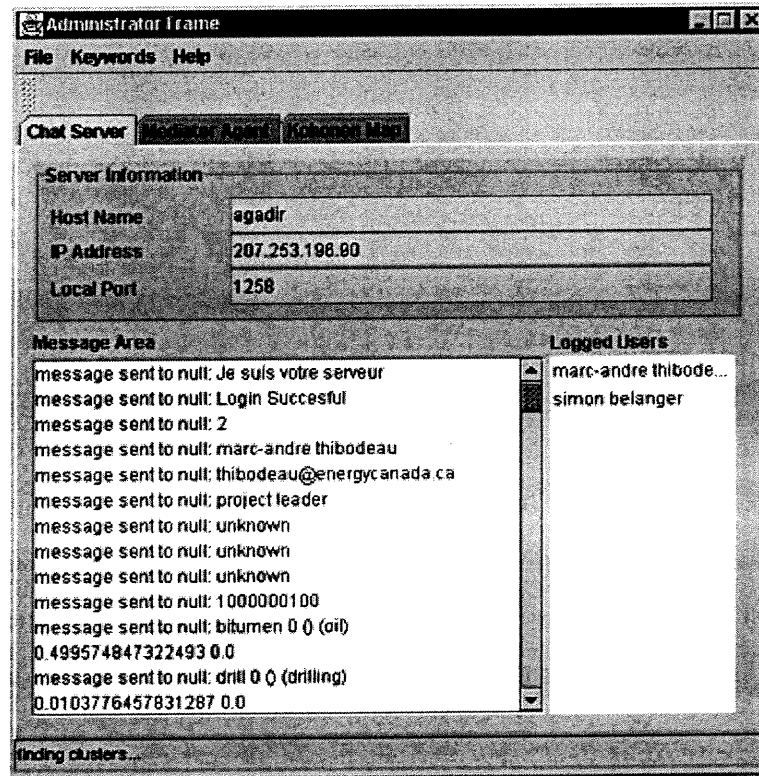 Administrator Frame
File Keywords Help
Chat Server Mediator Agent Kohonen Map
Server Information
Host Name agadir
IP Address 207.253.196.90
Local Port 1258
Message Area Logged Users
message sent to null: Je suis votre serveur
message sent to null: Login Succesful
message sent to null: 2
message sent to null: marc-andre thibodeau
message sent to null: thibodeau@energycanada.ca
message sent to null: project leader
message sent to null: unknown
message sent to null: unknown
message sent to null: unknown
message sent to null: 1000000100
message sent to null: bitumen 0 () (oil)
0.499574847322493 0.0
message sent to null: drill 0 () (drilling)
0.0103776457831287 0.0
marc-andre thibode...
simon belanger
finding clusters...